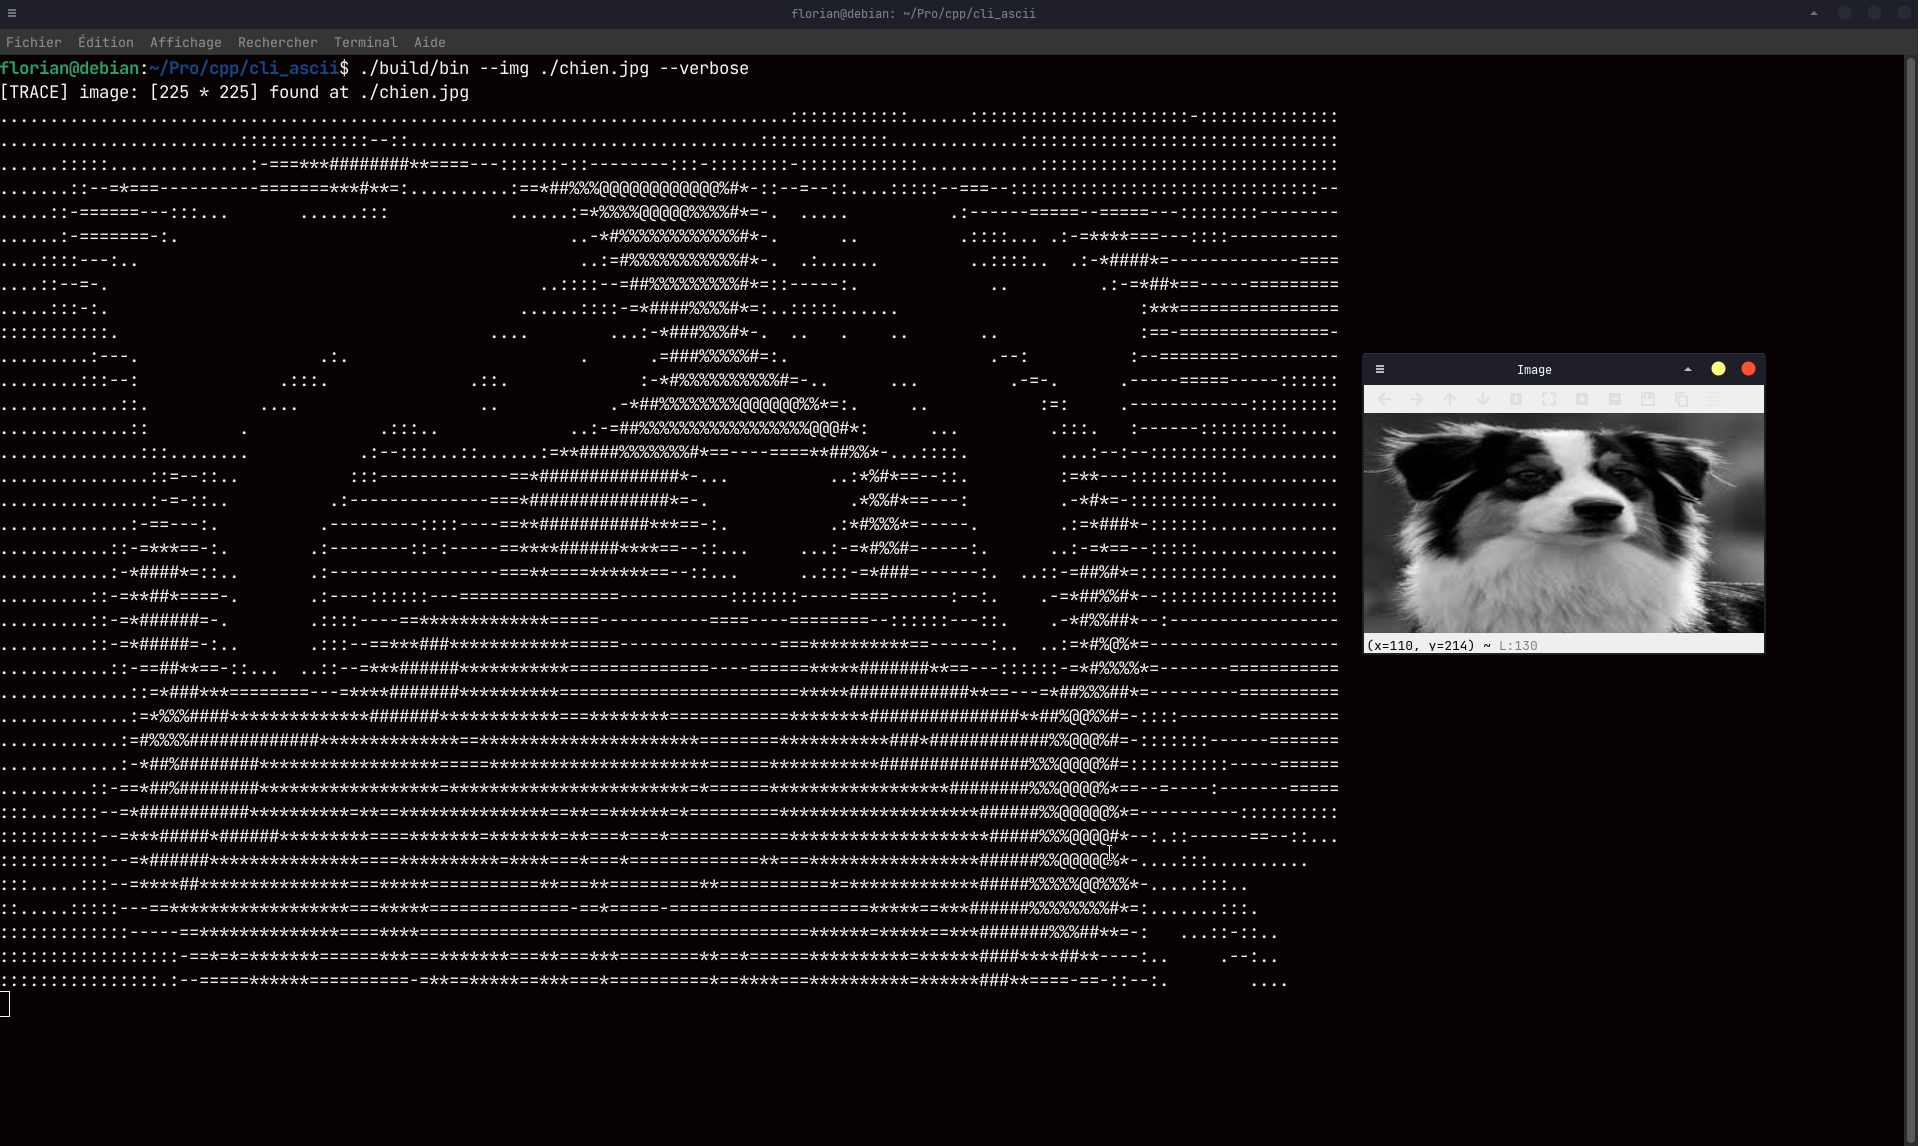 florian@debian: ~/Pro/cpp/cli_ascii
Fichier Édition Affichage Rechercher Terminal Aide
florian@debian:~/Pro/cpp/cli_ascii$ ./build/bin --img ./chien.jpg --verbose
[TRACE] image: [225 * 225] found at ./chien.jpg
Image
(x=110, y=214) ~ L:130